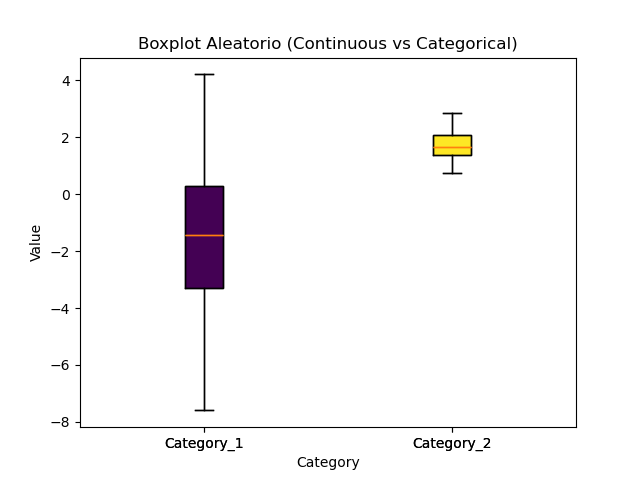 Boxplot Aleatorio (Continuous vs Categorical)
4
2
0
−2
−4
−6
−8
Value
Category_1
Category_2
Category